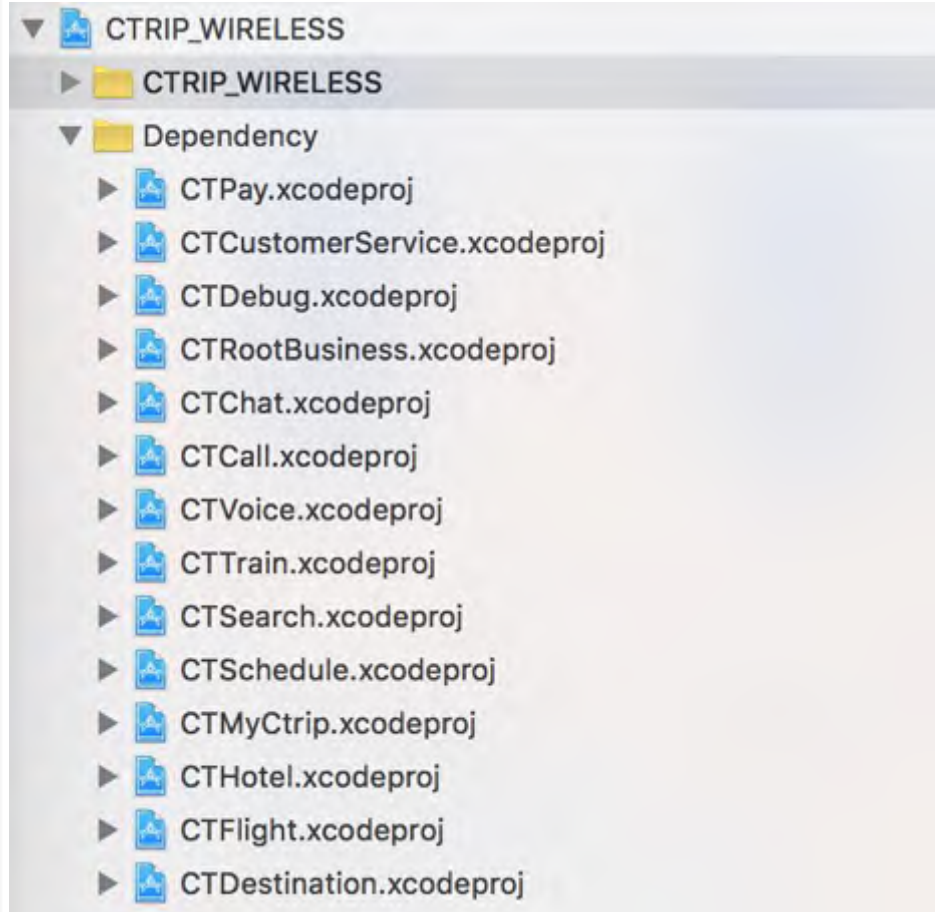 CTRIP_WIRELESS
CTRIP_WIRELESS
Dependency
CTPay.xcodeproj
CTCustomerService.xcodeproj
CTDebug.xcodeproj
CTRootBusiness.xcodeproj
CTChat.xcodeproj
CTCall.xcodeproj
CTVoice.xcodeproj
CTTrain.xcodeproj
CTSearch.xcodeproj
CTSchedule.xcodeproj
CTMyCtrip.xcodeproj
CTHotel.xcodeproj
CTFlight.xcodeproj
CTDestination.xcodeproj